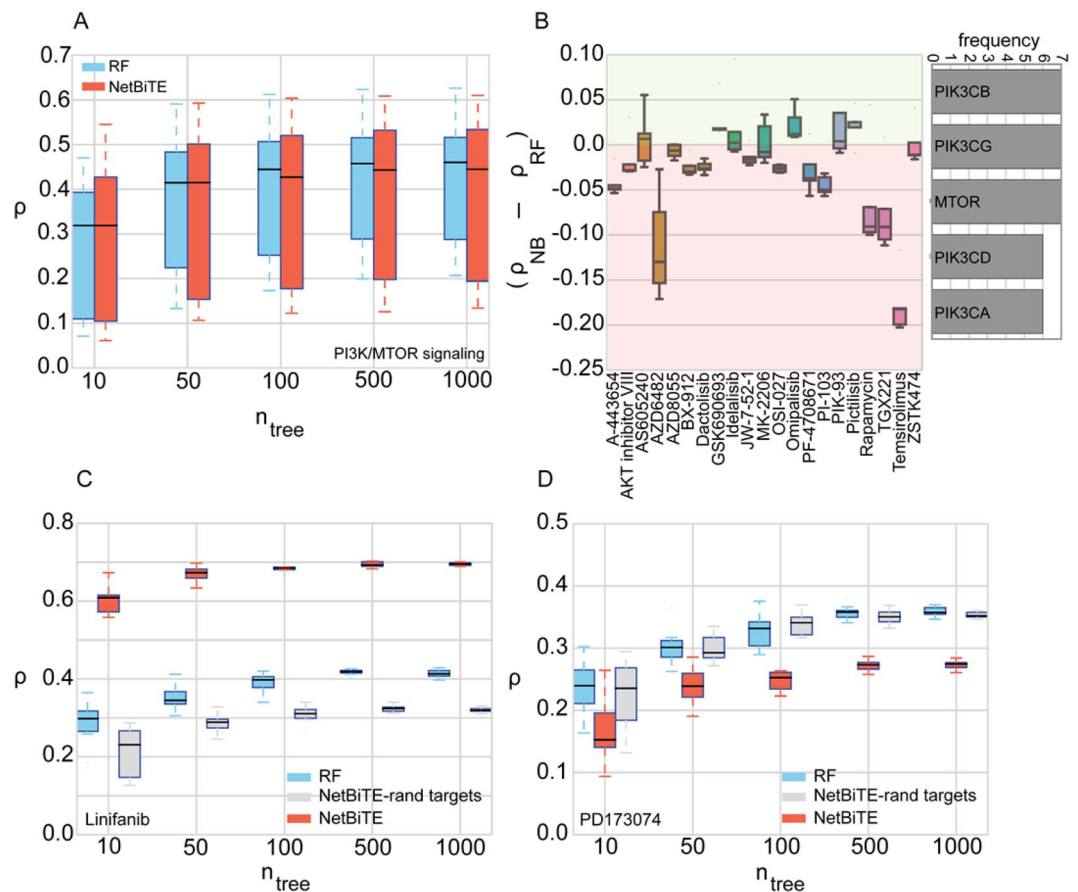 A
0.7
0.6
0.5
0.4
0.3
0.2
0.1
0.0
ρ
RF
NetBiTE
PI3K/MTOR signaling
10 50 100 500 1000
n_tree
B
0.10
0.05
0.0
-0.05
-0.10
-0.15
-0.20
-0.25
(ρ_NB − ρ_RF)
A-443654
AKT inhibitor VIII
AS605240
AZD6482
AZD8055
BX-912
Dactolisib
GSK690693
Idelalisib
JW-7-52-1
MK-2206
OSI-027
Omipalisib
PF-4708671
PI-103
PIK-93
Pictilisib
Rapamycin
TGX221
Temsirolimus
ZSTK474
frequency
0 1 2 3 4 5 6 7
PIK3CB
PIK3CG
MTOR
PIK3CD
PIK3CA
C
0.8
0.6
0.4
0.2
0.0
ρ
RF
NetBiTE-rand targets
NetBiTE
Linifanib
10 50 100 500 1000
n_tree
D
0.5
0.4
0.3
0.2
0.1
0.0
ρ
RF
NetBiTE-rand targets
NetBiTE
PD173074
10 50 100 500 1000
n_tree